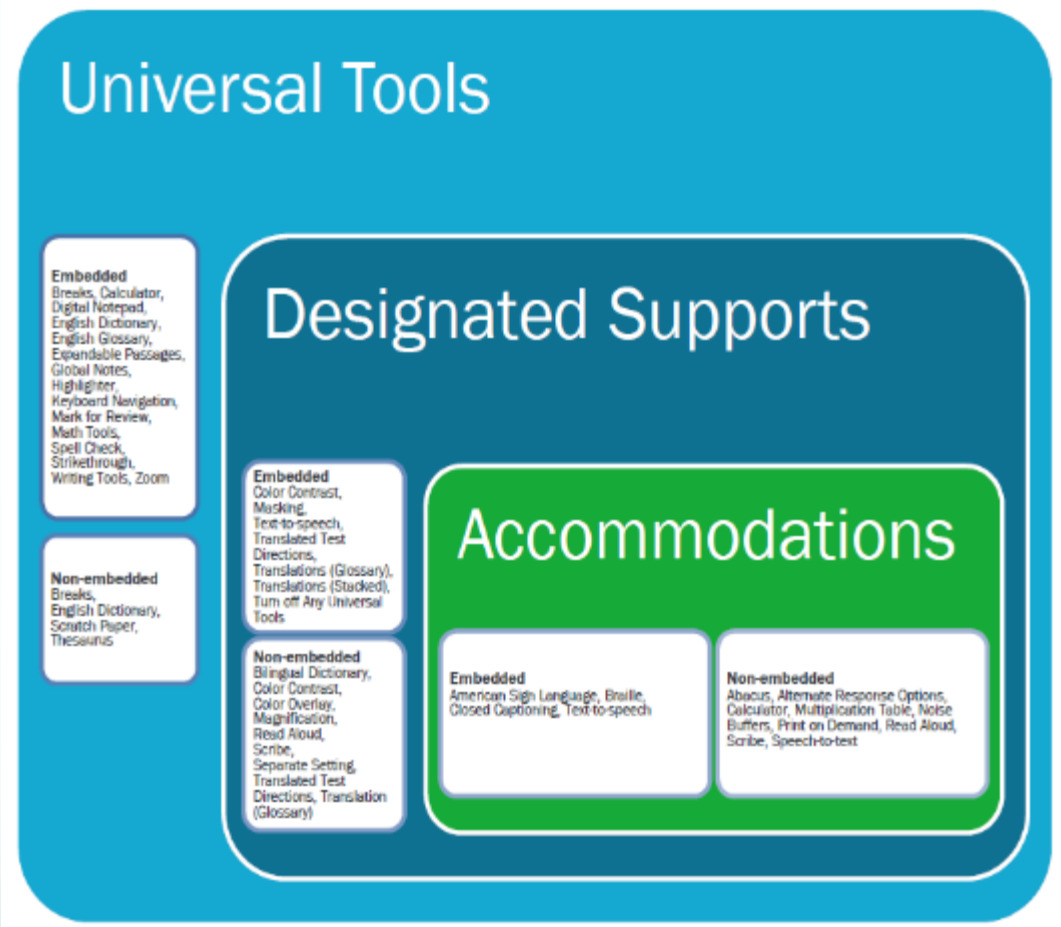 Universal Tools
Embedded
Breaks, Calculator,
Digital Notepad,
English Dictionary,
English Glossary,
Expandable Passages,
Global Notes,
Highlighter,
Keyboard Navigation,
Mark for Review,
Math Tools,
Spell Check,
Strikethrough,
Writing Tools, Zoom
Non-embedded
Breaks,
English Dictionary,
Scratch Paper,
Thesaurus
Designated Supports
Embedded
Color Contrast,
Masking,
Text-to-speech,
Translated Test
Directions,
Translations (Glossary),
Translations (Stacked),
Turn off Any Universal
Tools
Non-embedded
Bilingual Dictionary,
Color Contrast,
Color Overlay,
Magnification,
Read Aloud,
Scribe,
Separate Setting,
Translated Test
Directions, Translation
(Glossary)
Accommodations
Embedded
American Sign Language, Braille,
Closed Captioning, Text-to-speech
Non-embedded
Abacus, Alternate Response Options,
Calculator, Multiplication Table, Noise
Buffers, Print on Demand, Read Aloud,
Scribe, Speech-to-text